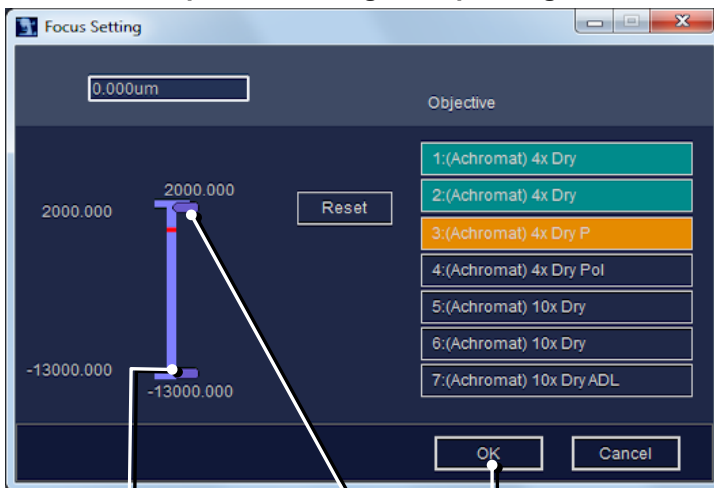 Focus Setting
0.000um
Objective
1:(Achromat) 4x Dry
2:(Achromat) 4x Dry
3:(Achromat) 4x Dry P
4:(Achromat) 4x Dry Pol
5:(Achromat) 10x Dry
6:(Achromat) 10x Dry
7:(Achromat) 10x Dry ADL
2000.000
2000.000
Reset
-13000.000
-13000.000
OK
Cancel